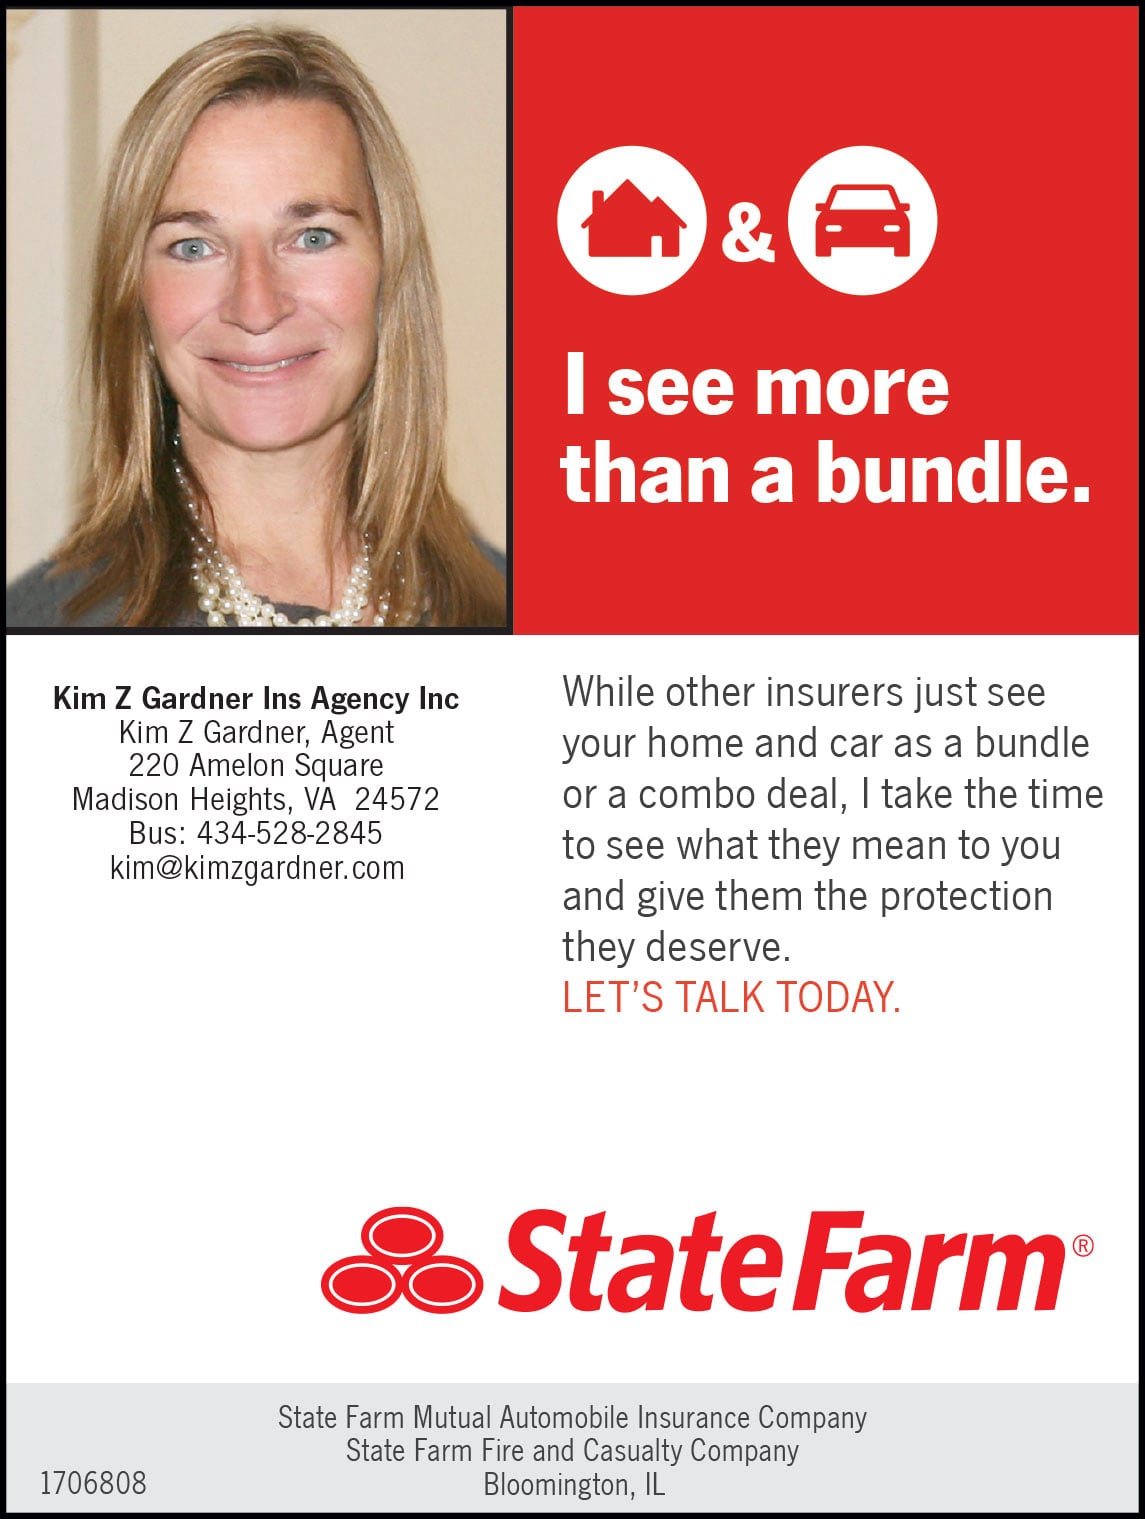 &
I see more
than a bundle.
Kim Z Gardner Ins Agency Inc
Kim Z Gardner, Agent
220 Amelon Square
Madison Heights, VA  24572
Bus: 434-528-2845
kim@kimzgardner.com
While other insurers just see
your home and car as a bundle
or a combo deal, I take the time
to see what they mean to you
and give them the protection
they deserve.
LET’S TALK TODAY.
StateFarm®
State Farm Mutual Automobile Insurance Company
State Farm Fire and Casualty Company
Bloomington, IL
1706808